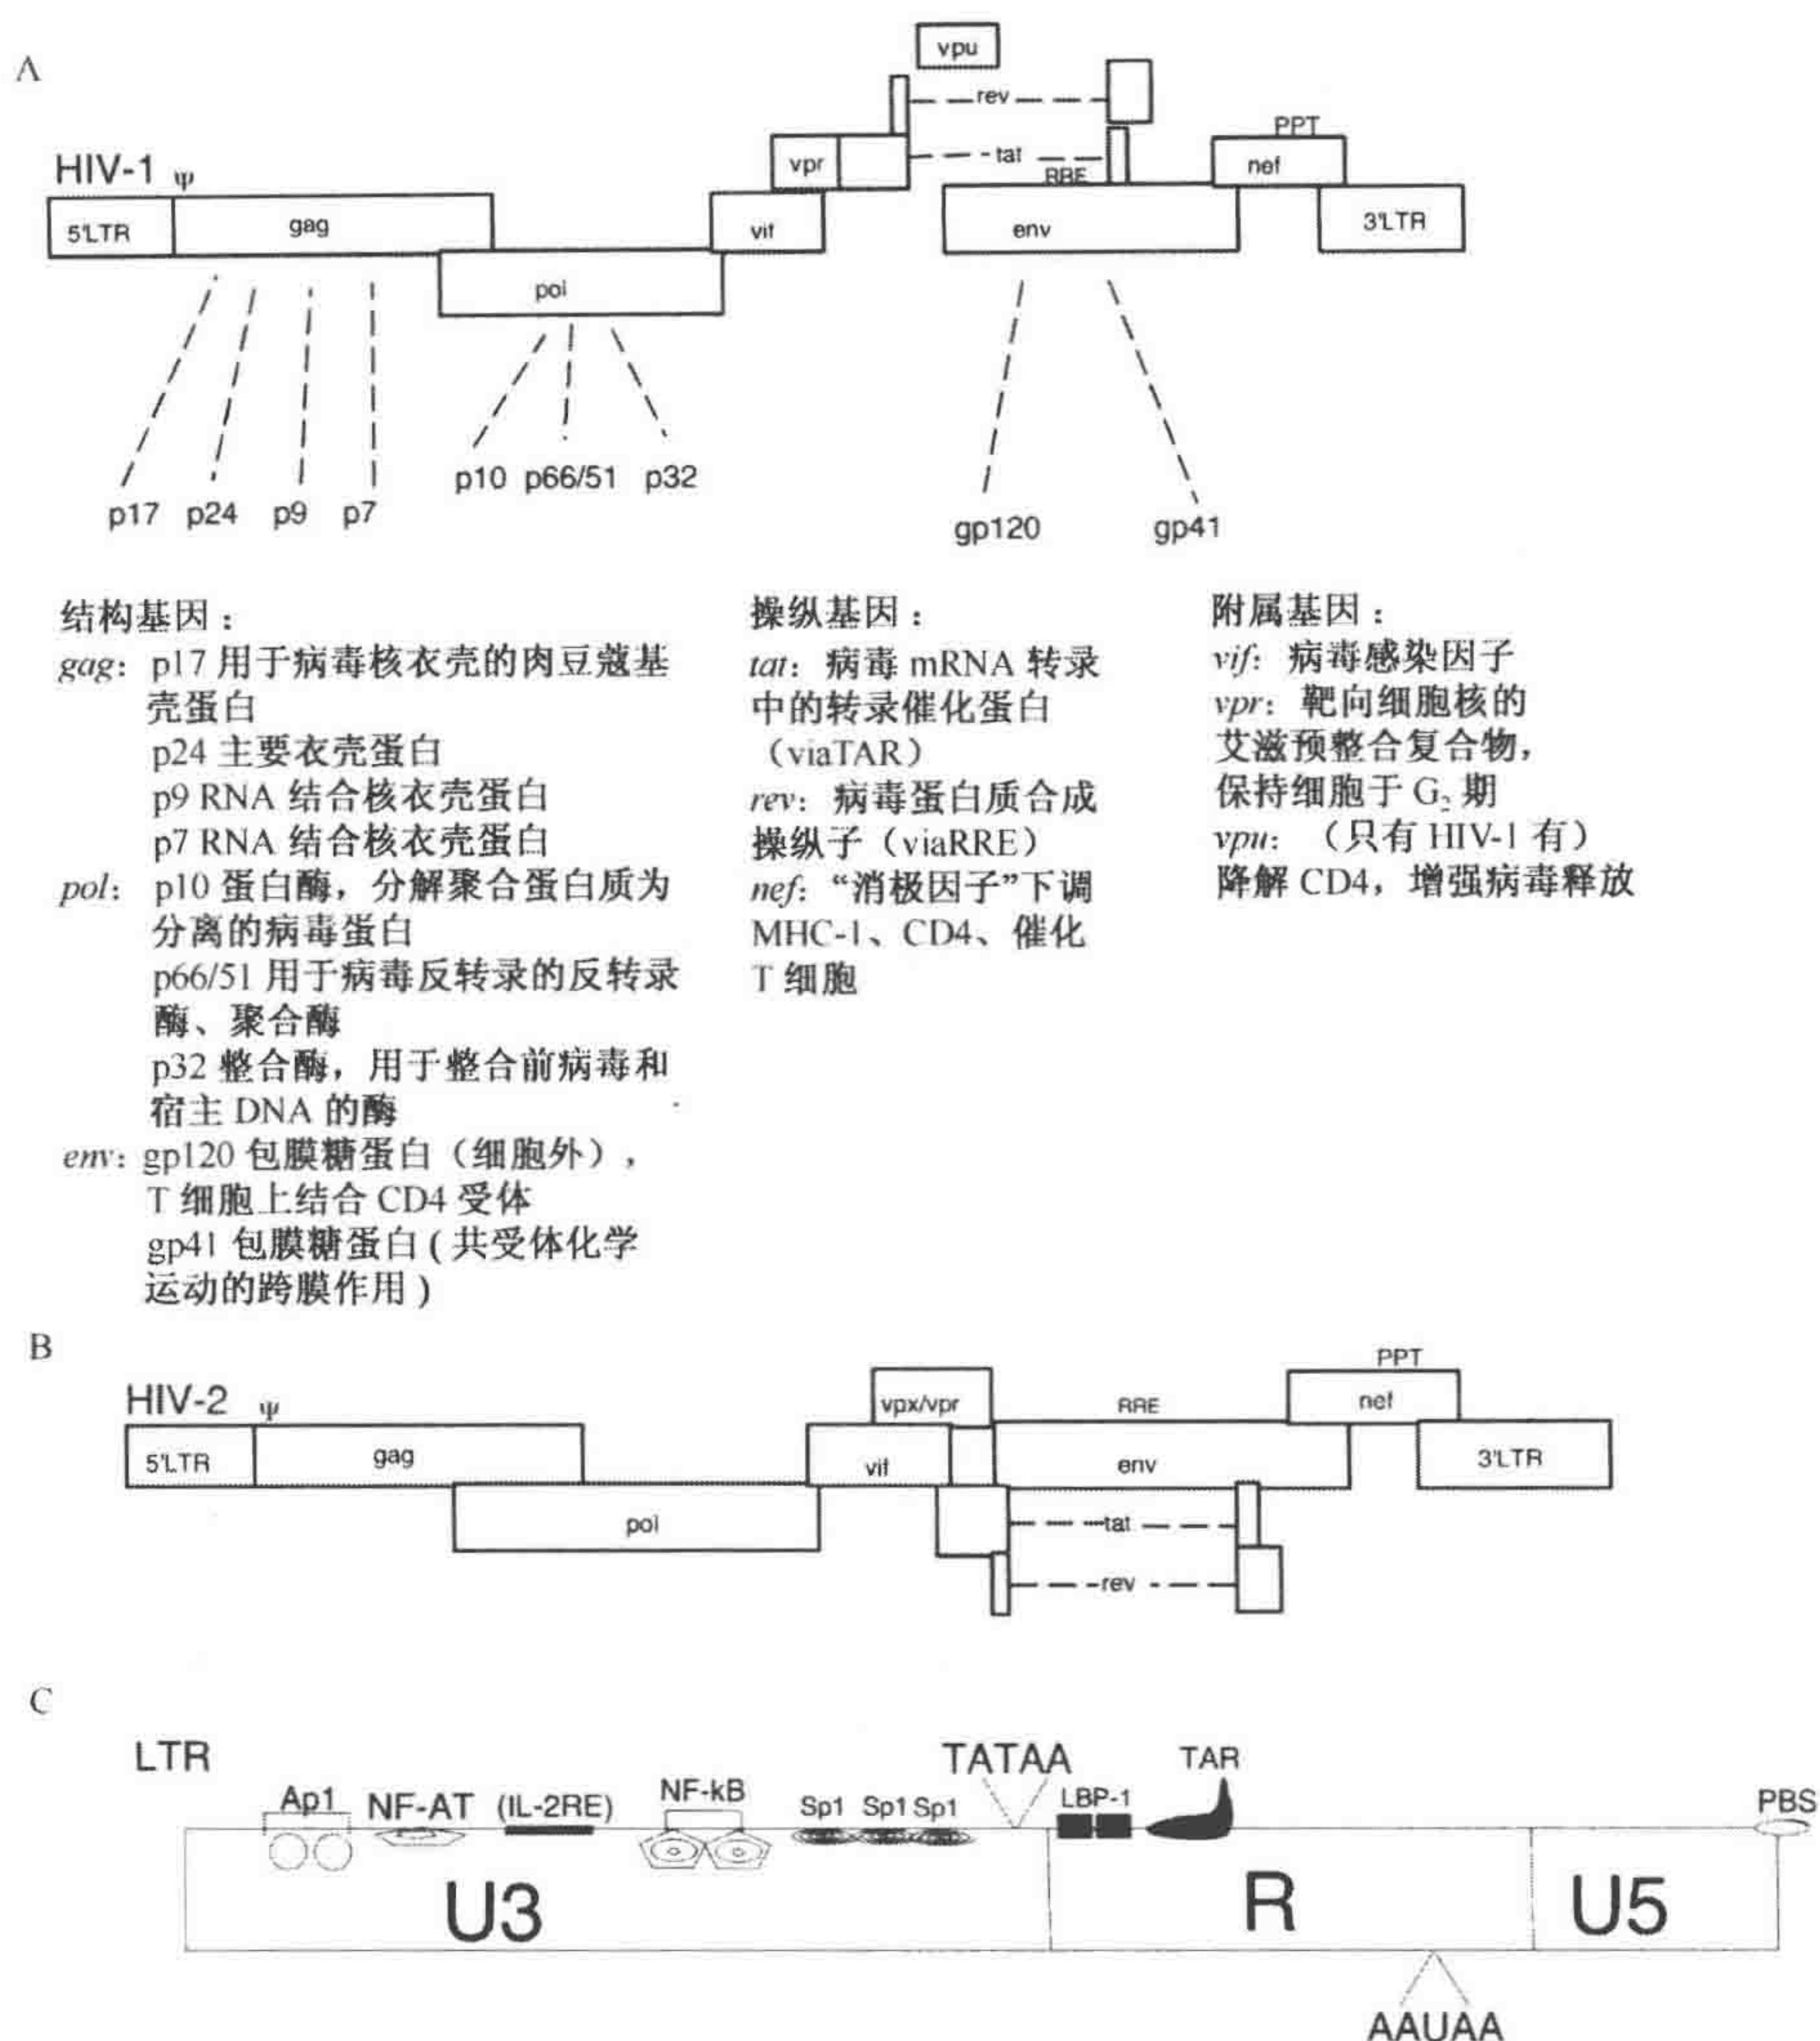 A
vpu
rev
PPT
HIV-1 ψ
vpr
tat
nef
RRE
5'LTR
gag
vif
env
3'LTR
pol
p10 p66/51 p32
p17 p24 p9 p7
gp120
gp41
结构基因：
gag: p17 用于病毒核衣壳的肉豆蔻基
壳蛋白
p24 主要衣壳蛋白
p9 RNA 结合核衣壳蛋白
p7 RNA 结合核衣壳蛋白
pol: p10 蛋白酶，分解聚合蛋白质为
分离的病毒蛋白
p66/51 用于病毒反转录的反转录
酶、聚合酶
p32 整合酶，用于整合前病毒和
宿主 DNA 的酶
env: gp120 包膜糖蛋白（细胞外），
T 细胞上结合 CD4 受体
gp41 包膜糖蛋白 ( 共受体化学
运动的跨膜作用 )
操纵基因：
tat: 病毒 mRNA 转录
中的转录催化蛋白
（viaTAR）
rev: 病毒蛋白质合成
操纵子（viaRRE）
nef: “消极因子”下调
MHC-1、CD4、催化
T 细胞
附属基因：
vif: 病毒感染因子
vpr: 靶向细胞核的
艾滋预整合复合物，
保持细胞于 G₂ 期
vpu: （只有 HIV-1 有）
降解 CD4，增强病毒释放
B
PPT
HIV-2 ψ
vpx/vpr
RRE
nef
5'LTR
gag
vif
env
3'LTR
pol
tat
rev
C
LTR
TATAA
TAR
Ap1
NF-AT
(IL-2RE)
NF-kB
Sp1 Sp1 Sp1
LBP-1
PBS
U3
R
U5
AAUAA